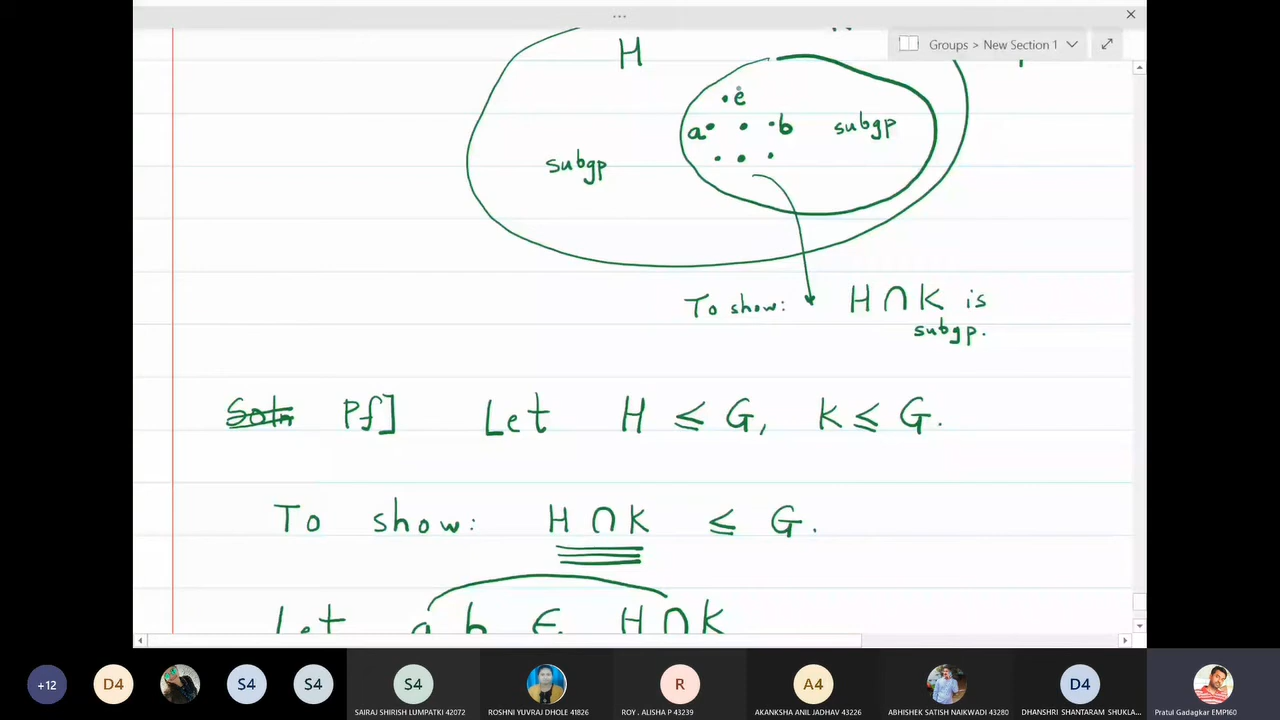 Groups > New Section 1
H
e
a
b
subgp
subgp
To show: H ∩ K is
subgp.
Soln Pf] Let H ≤ G, K ≤ G.
To show: H ∩ K ≤ G.
Let a b ∈ H ∩ K
+12
D4
S4
S4
S4
R
A4
D4
SAIRAJ SHIRISH LUMPATKI 42072
ROSHNI YUVRAJ DHOLE 41826
ROY . ALISHA P 43239
AKANKSHA ANIL JADHAV 43226
ABHISHEK SATISH NAIKWADI 43280
DHANSHRI SHANTARAM SHUKLA...
Pratul Gadagkar EMP160